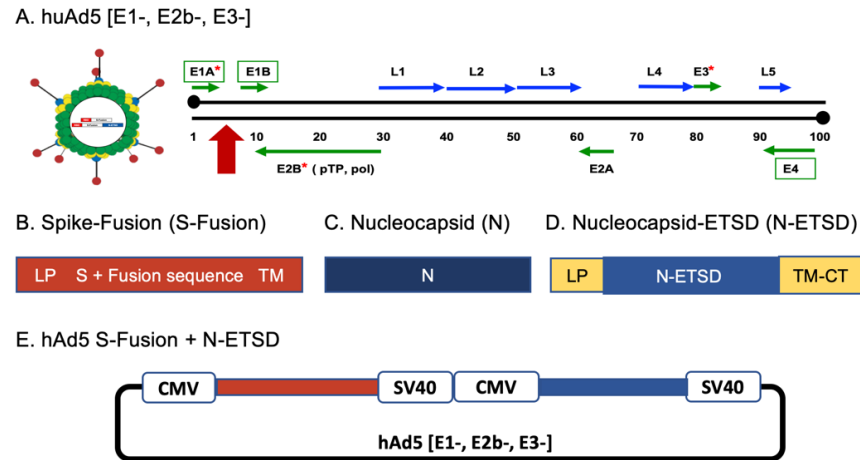 A. huAd5 [E1-, E2b-, E3-]
E1A* E1B L1 L2 L3 L4 E3* L5
1 10 20 30 40 50 60 70 80 90 100
E2B* ( pTP, pol) E2A E4
B. Spike-Fusion (S-Fusion) C. Nucleocapsid (N) D. Nucleocapsid-ETSD (N-ETSD)
LP S + Fusion sequence TM N LP N-ETSD TM-CT
E. hAd5 S-Fusion + N-ETSD
CMV SV40 CMV SV40
hAd5 [E1-, E2b-, E3-]